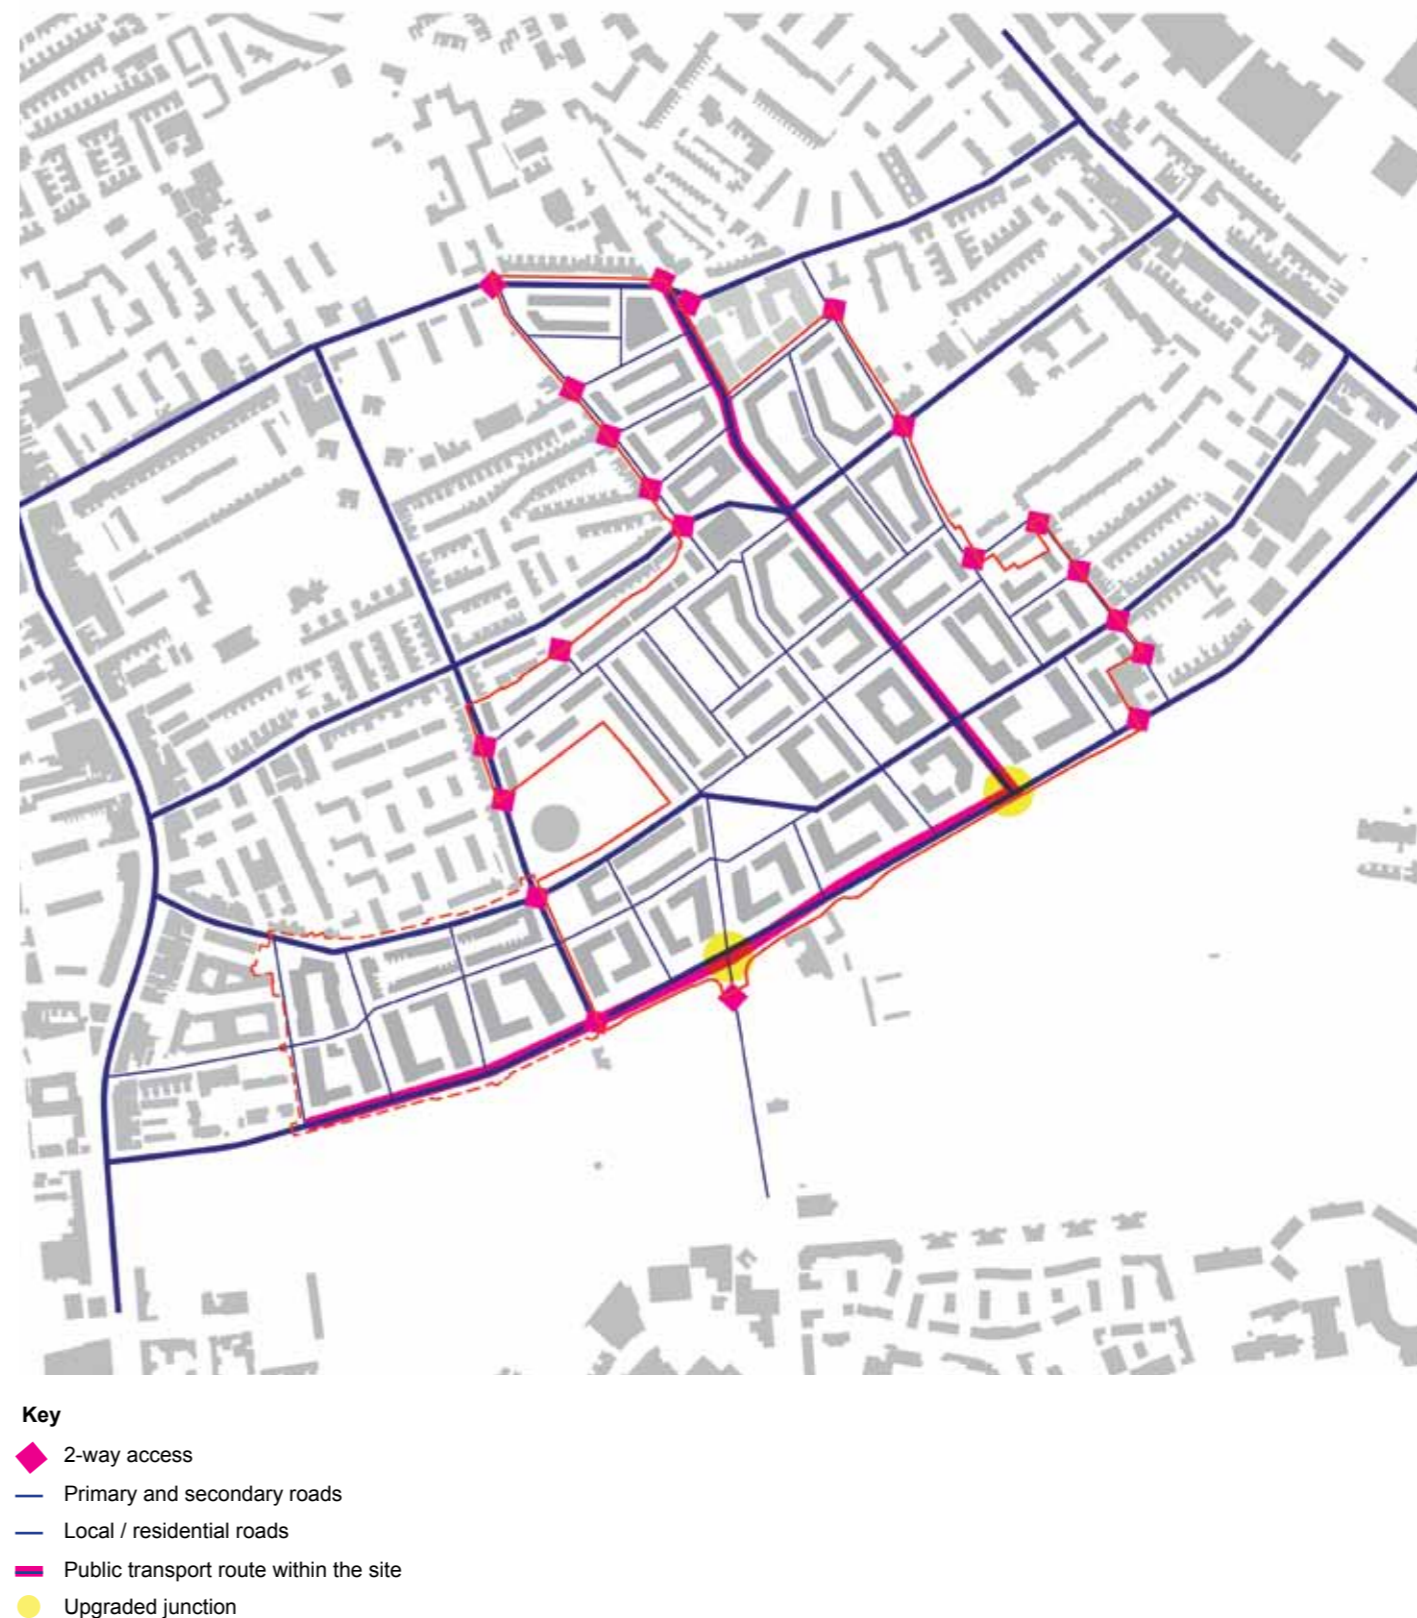 Key
2-way access
Primary and secondary roads
Local / residential roads
Public transport route within the site
Upgraded junction